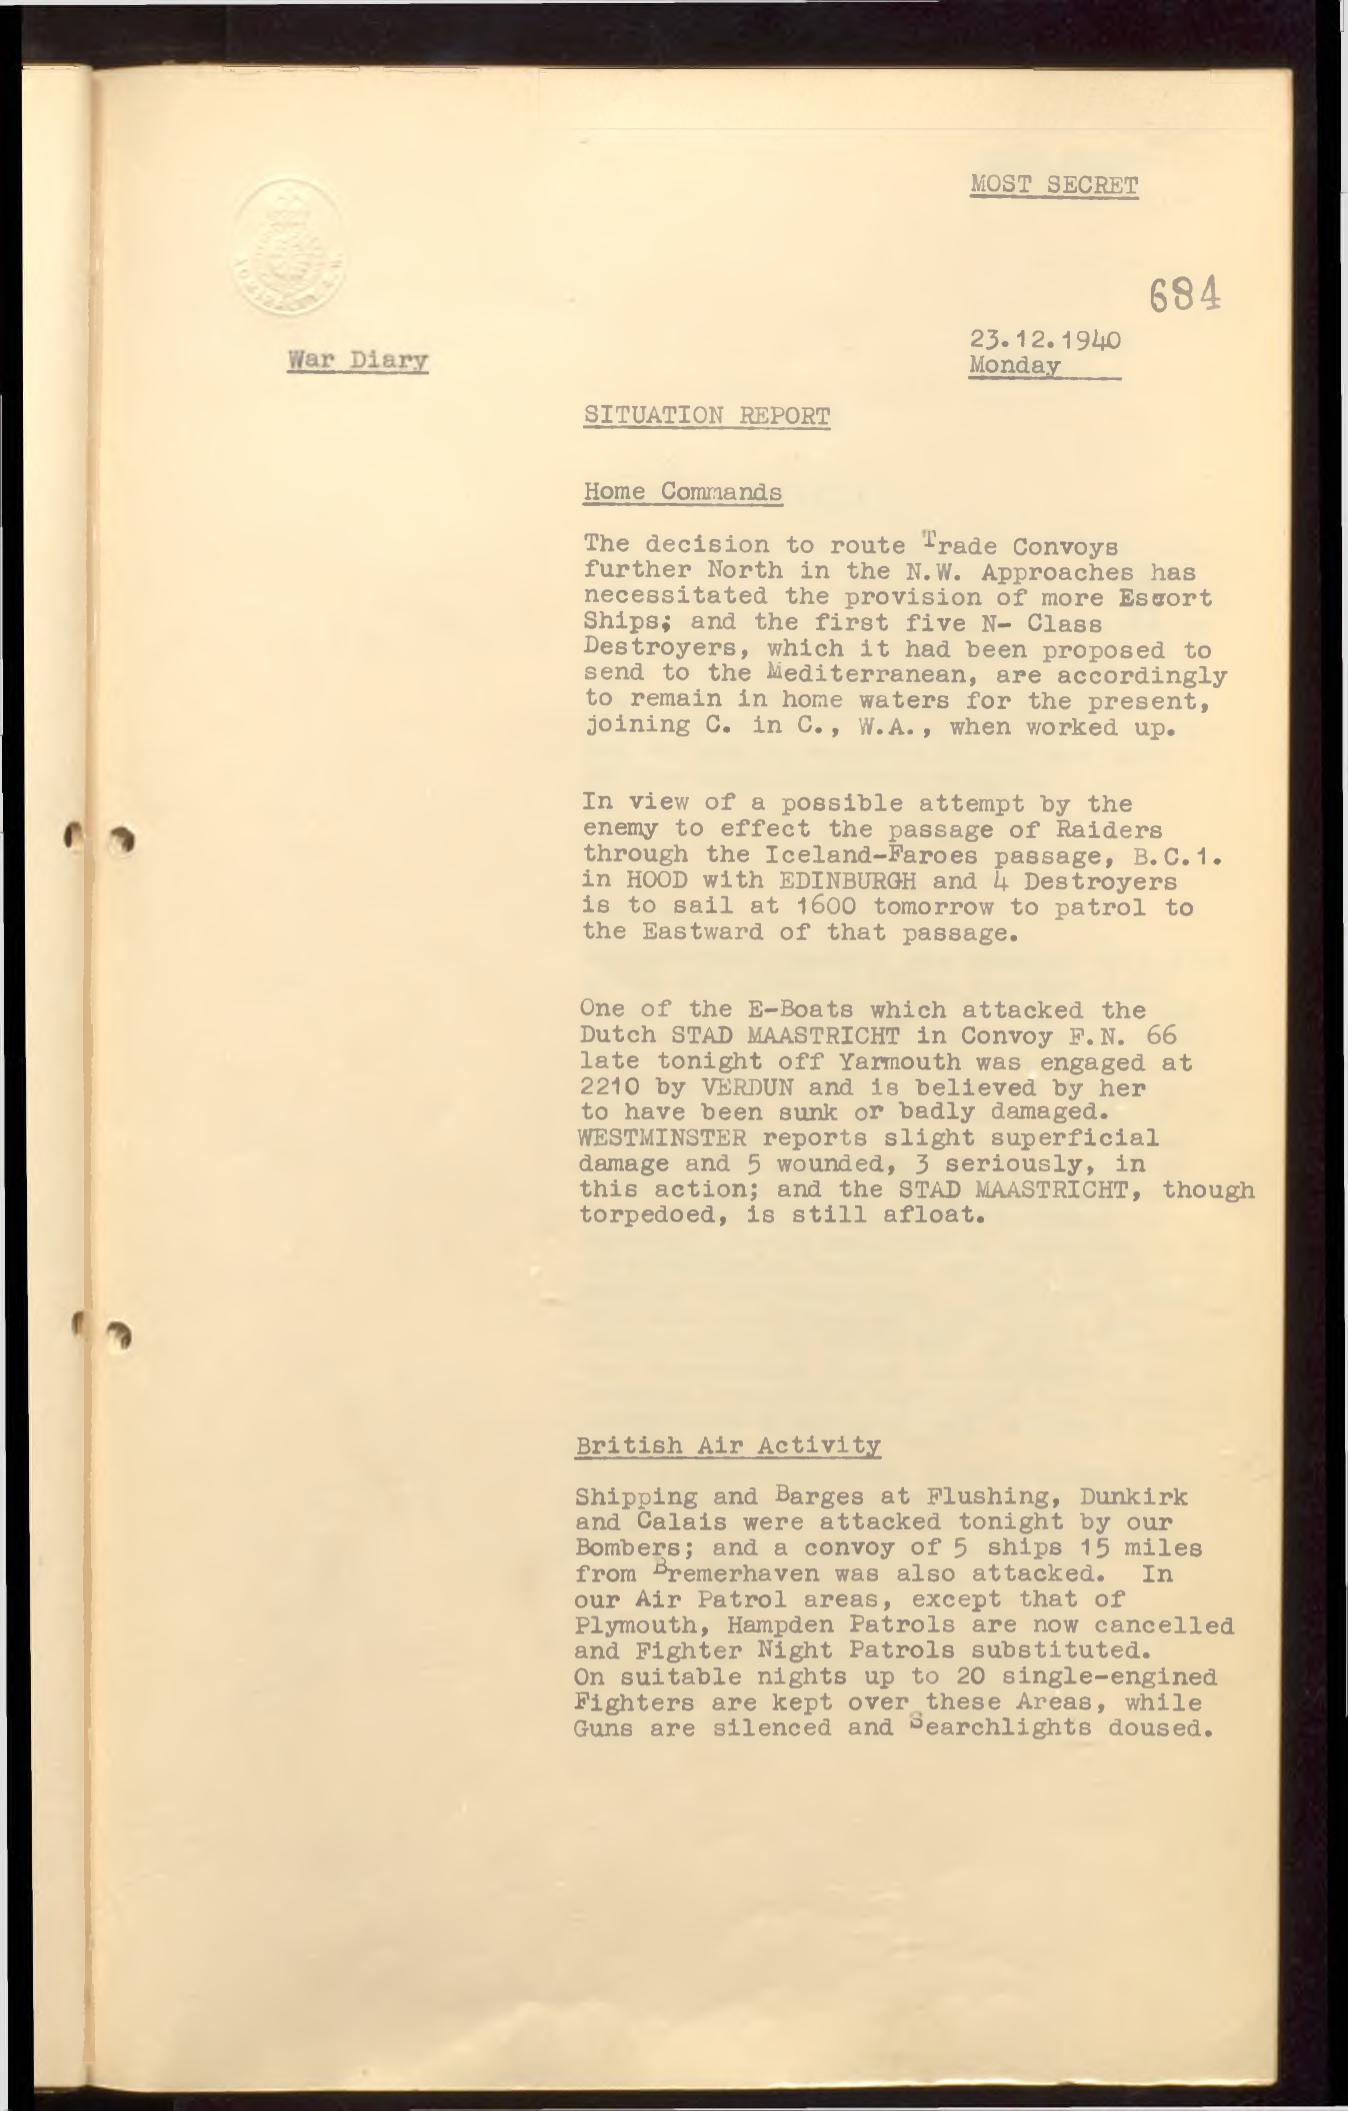 MOST SECRET
684
23.12.1940
War Diary
Monday
SITUATION REPORT
Home Commands
The decision to route Trade Convoys
further North in the N.W. Approaches has
necessitated the provision of more Escort
Ships; and the first five N- Class
Destroyers, which it had been proposed to
send to the Mediterranean, are accordingly
to remain in home waters for the present,
joining C. in C., W.A., when worked up.
In view of a possible attempt by the
enemy to effect the passage of Raiders
through the Iceland-Faroes passage, B.C.1.
in HOOD with EDINBURGH and 4 Destroyers
is to sail at 1600 tomorrow to patrol to
the Eastward of that passage.
One of the E-Boats which attacked the
Dutch STAD MAASTRICHT in Convoy F.N. 66
late tonight off Yarmouth was engaged at
2210 by VERDUN and is believed by her
to have been sunk or badly damaged.
WESTMINSTER reports slight superficial
damage and 5 wounded, 3 seriously, in
this action; and the STAD MAASTRICHT, though
torpedoed, is still afloat.
British Air Activity
Shipping and Barges at Flushing, Dunkirk
and Calais were attacked tonight by our
Bombers; and a convoy of 5 ships 15 miles
from Bremerhaven was also attacked. In
our Air Patrol areas, except that of
Plymouth, Hampden Patrols are now cancelled
and Fighter Night Patrols substituted.
On suitable nights up to 20 single-engined
Fighters are kept over these Areas, while
Guns are silenced and Searchlights doused.